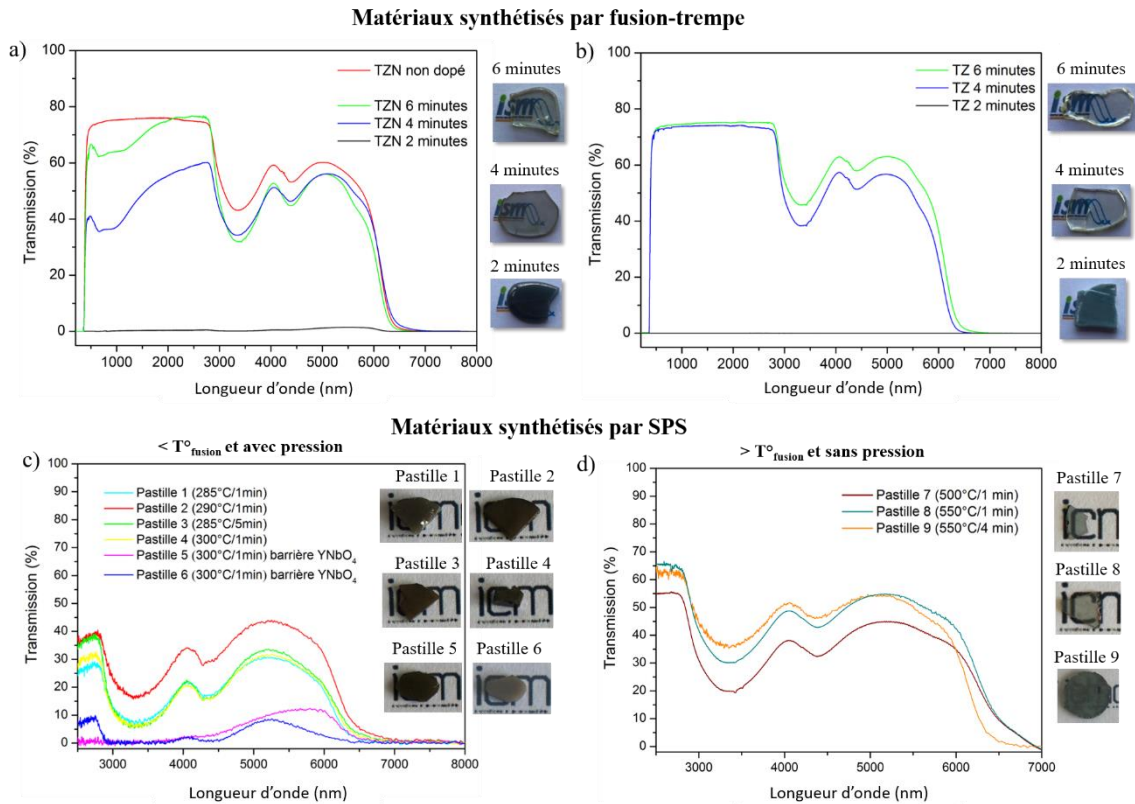 Matériaux synthétisés par fusion-trempe
a)
100
80
60
40
20
0
Transmission (%)
TZN non dopé
TZN 6 minutes
TZN 4 minutes
TZN 2 minutes
1000 2000 3000 4000 5000 6000 7000 8000
Longueur d'onde (nm)
6 minutes
ism
4 minutes
ism
2 minutes
b)
100
80
60
40
20
0
Transmission (%)
TZ 6 minutes
TZ 4 minutes
TZ 2 minutes
1000 2000 3000 4000 5000 6000 7000 8000
Longueur d'onde (nm)
6 minutes
ism
4 minutes
ism
2 minutes
Matériaux synthétisés par SPS
< T°fusion et avec pression
c)
100
90
80
70
60
50
40
30
20
10
0
Transmission (%)
Pastille 1 (285°C/1min)
Pastille 2 (290°C/1min)
Pastille 3 (285°C/5min)
Pastille 4 (300°C/1min)
Pastille 5 (300°C/1min) barrière YNbO4
Pastille 6 (300°C/1min) barrière YNbO4
3000 4000 5000 6000 7000 8000
Longueur d'onde (nm)
Pastille 1 Pastille 2
Pastille 3 Pastille 4
Pastille 5 Pastille 6
> T°fusion et sans pression
d)
100
90
80
70
60
50
40
30
20
10
0
Transmission (% )
Pastille 7 (500°C/1 min)
Pastille 8 (550°C/1 min)
Pastille 9 (550°C/4 min)
2500 3000 3500 4000 4500 5000 5500 6000 6500 7000
Longueur d'onde (nm)
Pastille 7
Pastille 8
Pastille 9